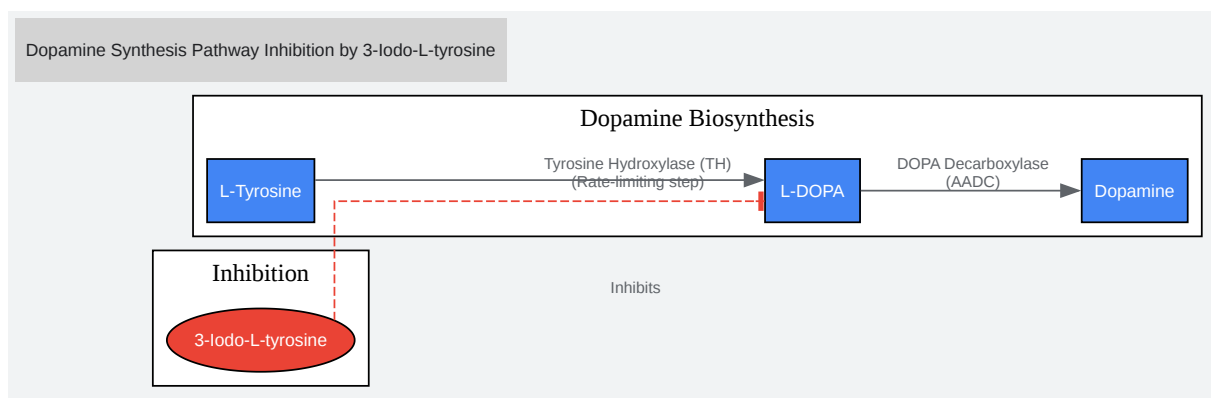 Dopamine Synthesis Pathway Inhibition by 3-Iodo-L-tyrosine
Dopamine Biosynthesis
L-Tyrosine
Tyrosine Hydroxylase (TH)
(Rate-limiting step)
L-DOPA
DOPA Decarboxylase
(AADC)
Dopamine
Inhibition
Inhibits
3-Iodo-L-tyrosine